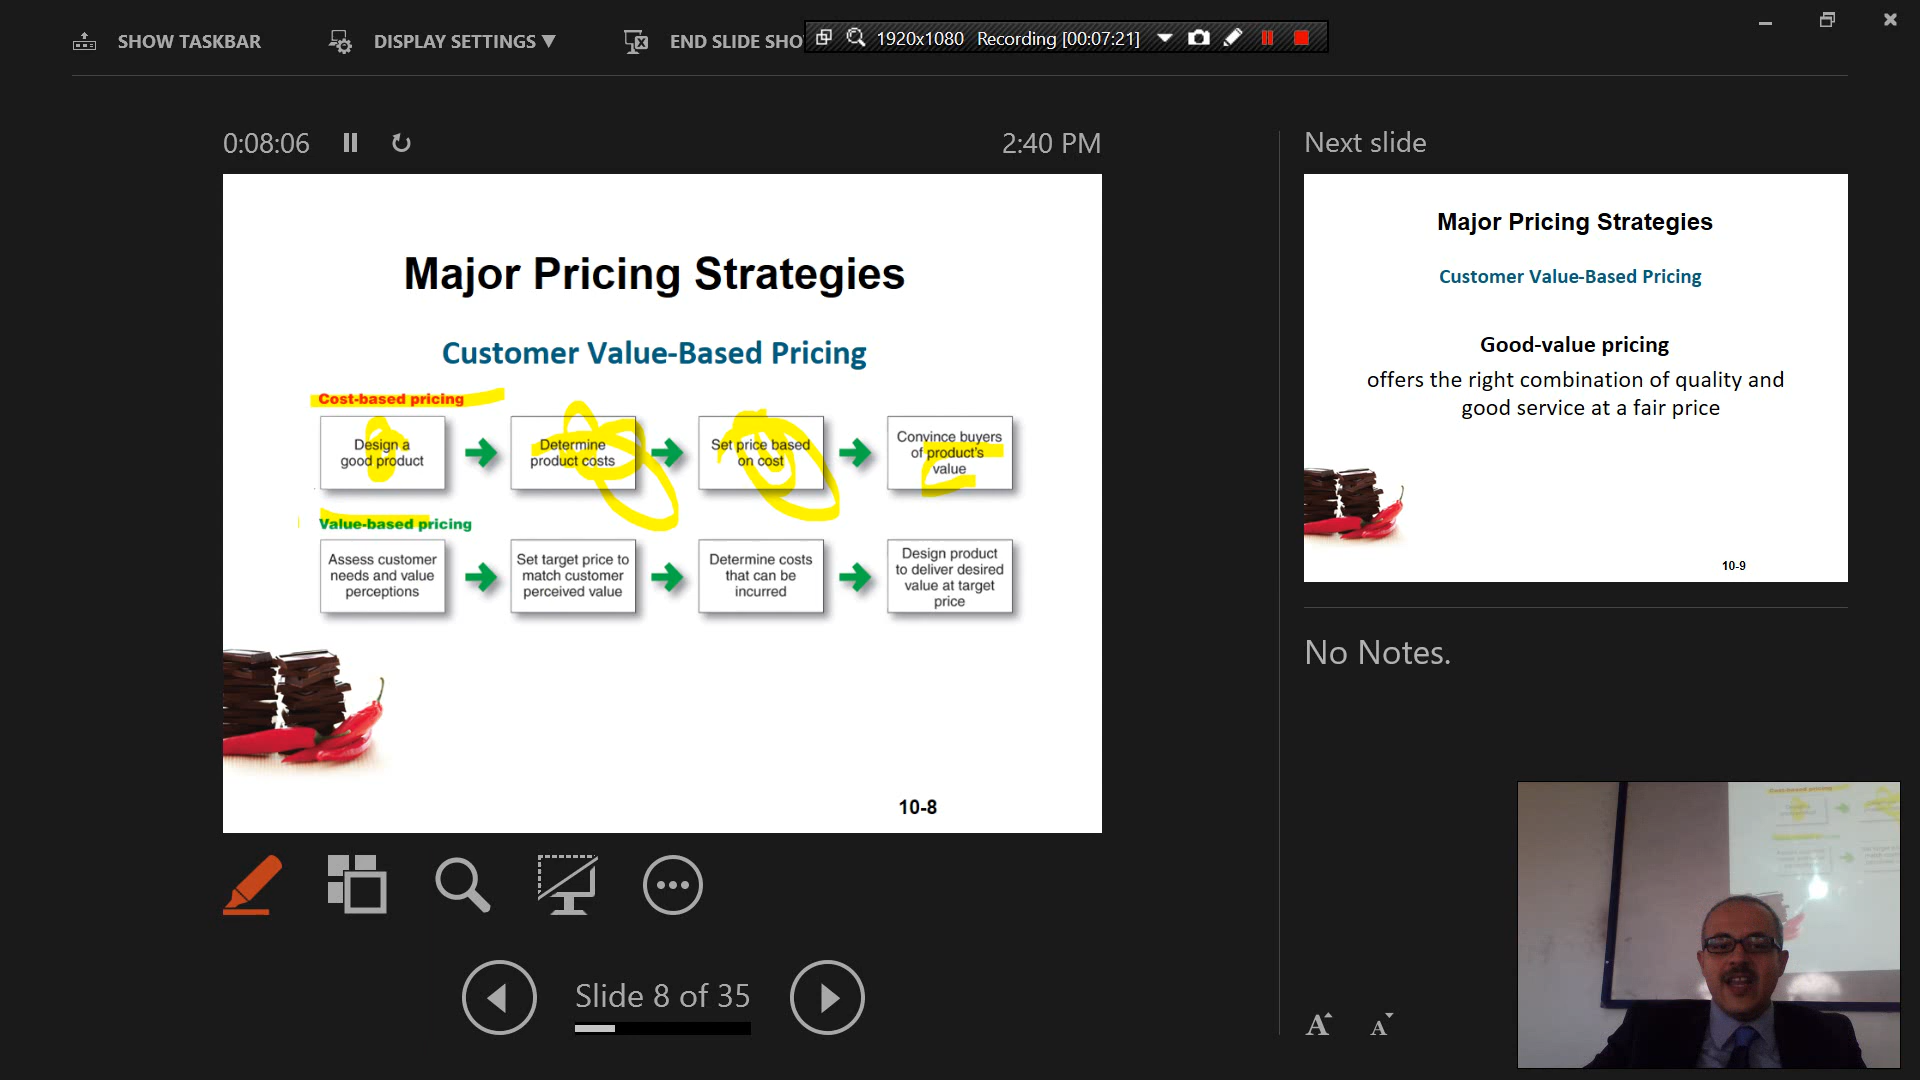 SHOW TASKBAR
DISPLAY SETTINGS ▼
END SLIDE SHO
1920x1080 Recording [00:07:21]
0:08:06
2:40 PM
Major Pricing Strategies
Customer Value-Based Pricing
Cost-based pricing
Design a
good product
Determine
product costs
Set price based
on cost
Convince buyers
of product's
value
Value-based pricing
Assess customer
needs and value
perceptions
Set target price to
match customer
perceived value
Determine costs
that can be
incurred
Design product
to deliver desired
value at target
price
10-8
Slide 8 of 35
Next slide
Major Pricing Strategies
Customer Value-Based Pricing
Good-value pricing
offers the right combination of quality and
good service at a fair price
10-9
No Notes.
A A
Cost-based pricing